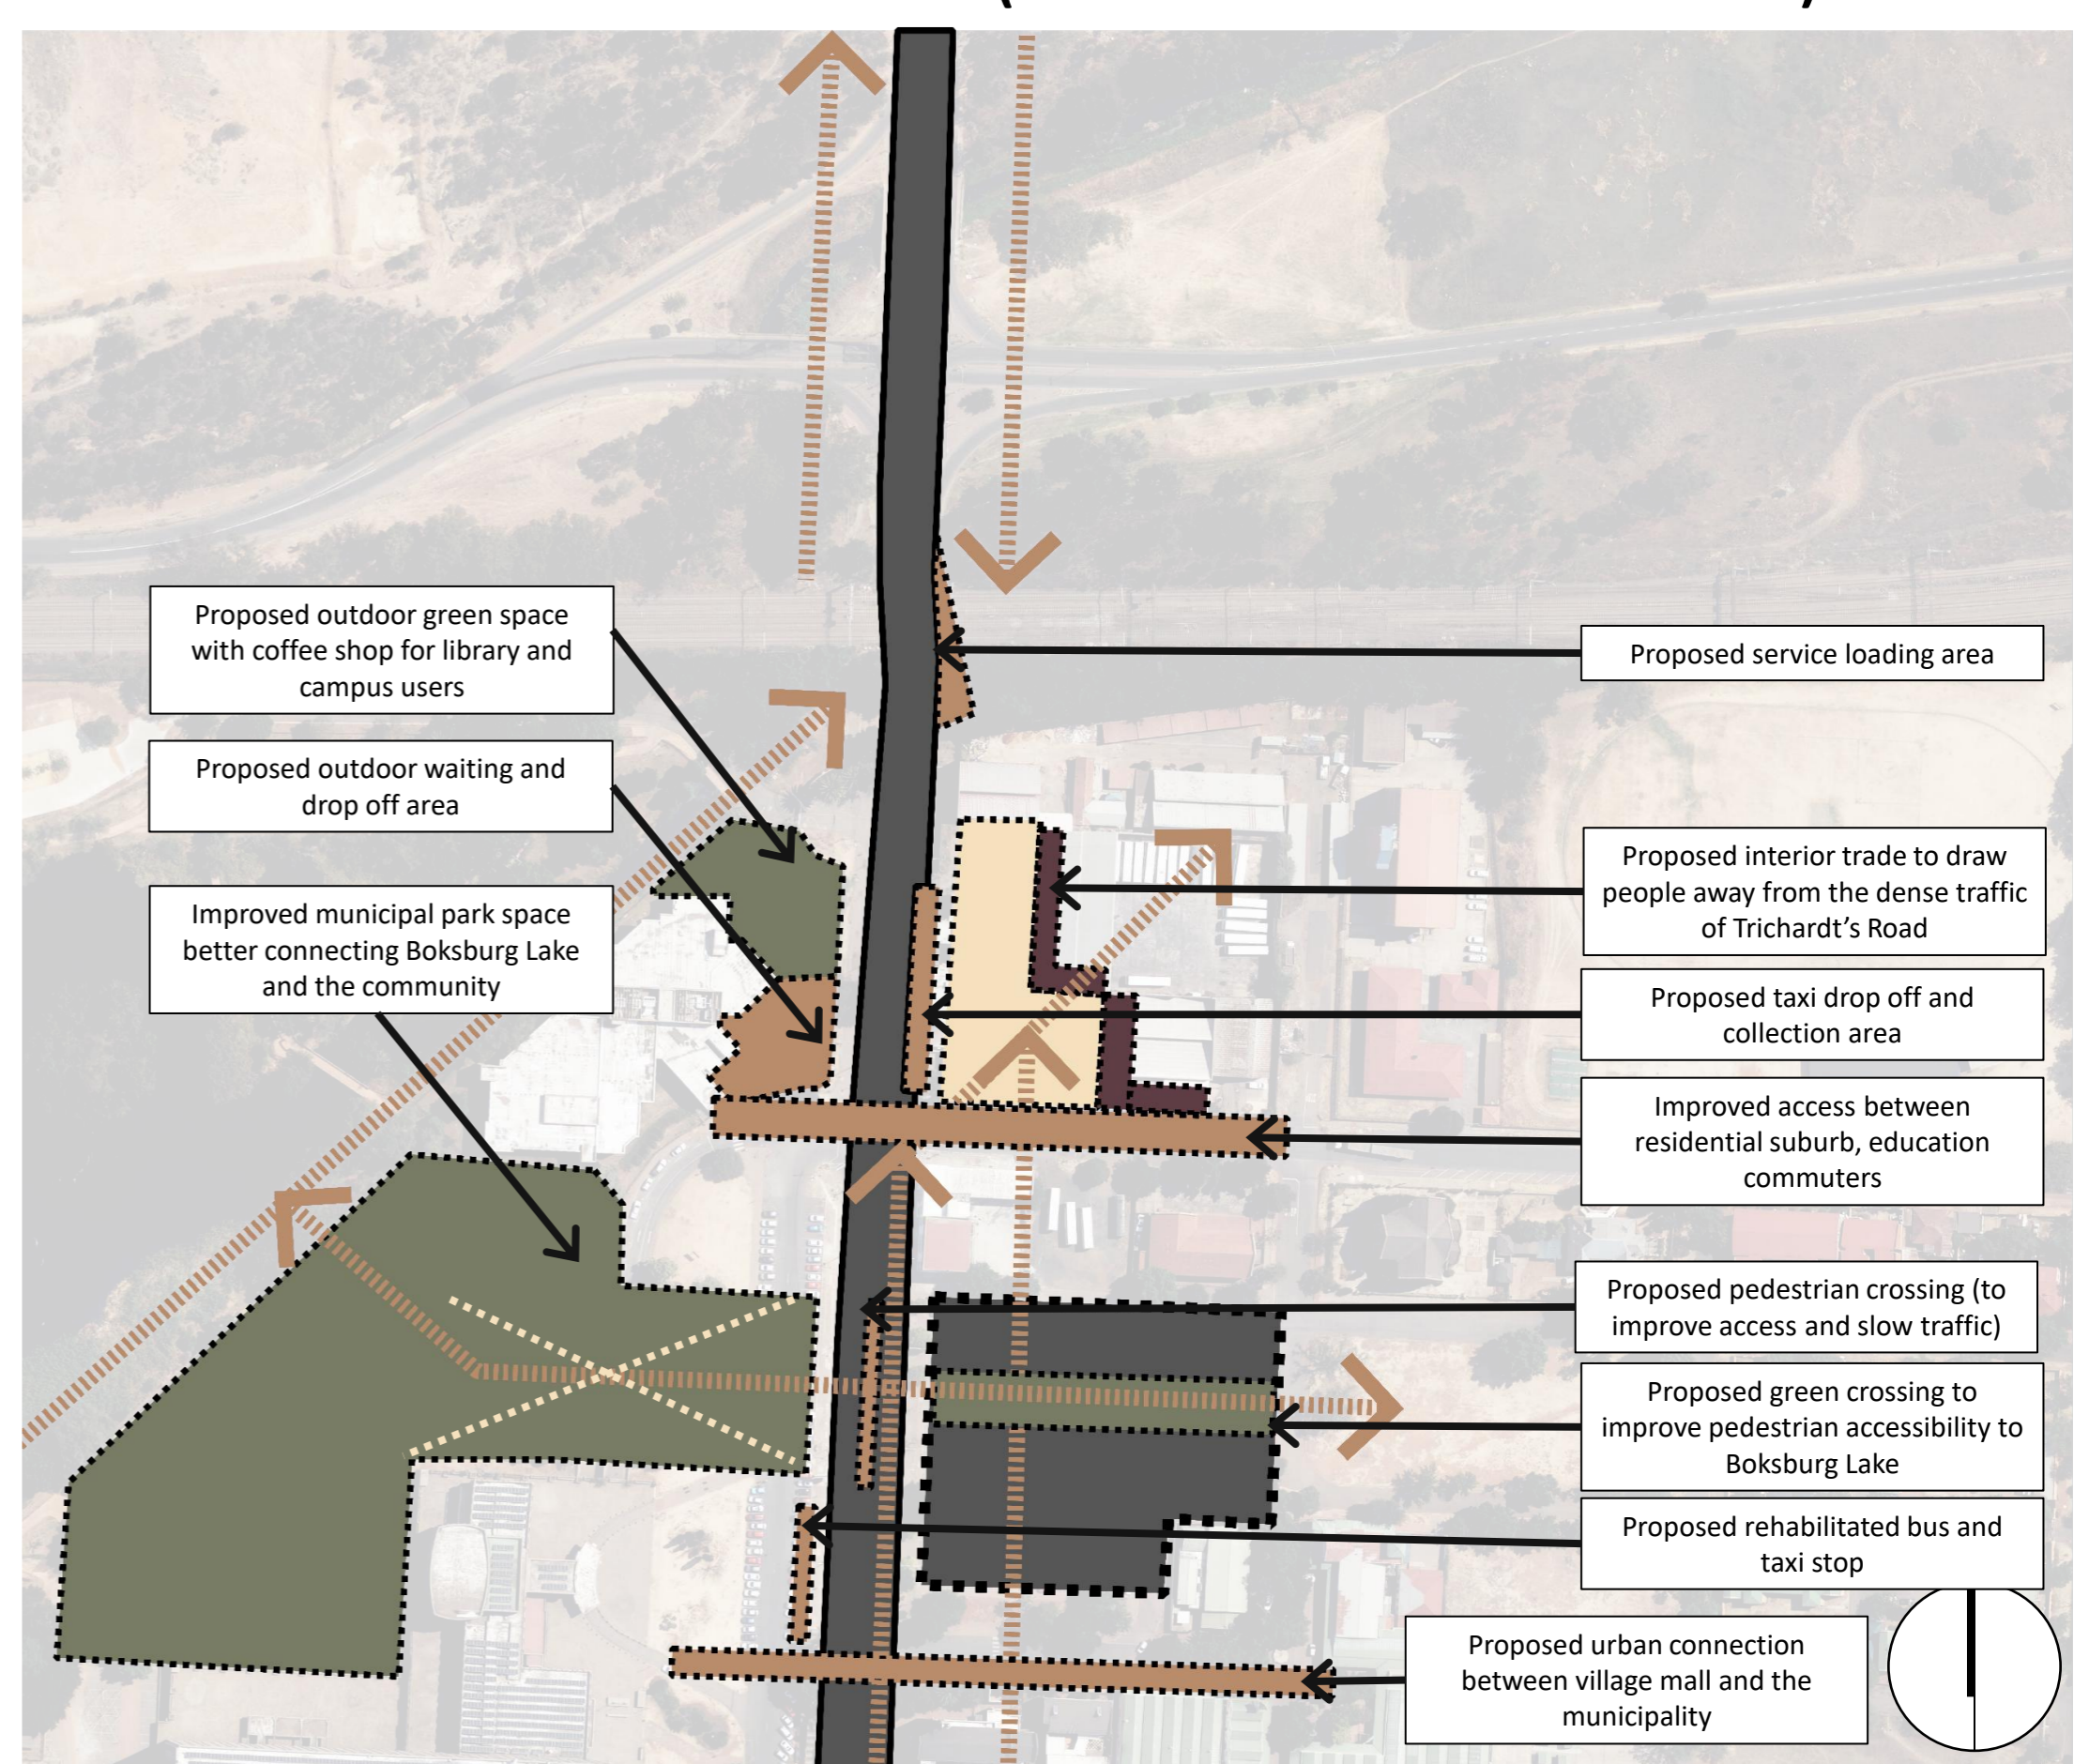 Proposed outdoor green space
with coffee shop for library and
campus users
Proposed outdoor waiting and
drop off area
Improved municipal park space
better connecting Boksburg Lake
and the community
Proposed service loading area
Proposed interior trade to draw
people away from the dense traffic
of Trichardt's Road
Proposed taxi drop off and
collection area
Improved access between
residential suburb, education
commuters
Proposed pedestrian crossing (to
improve access and slow traffic)
Proposed green crossing to
improve pedestrian accessibility to
Boksburg Lake
Proposed rehabilitated bus and
taxi stop
Proposed urban connection
between village mall and the
municipality